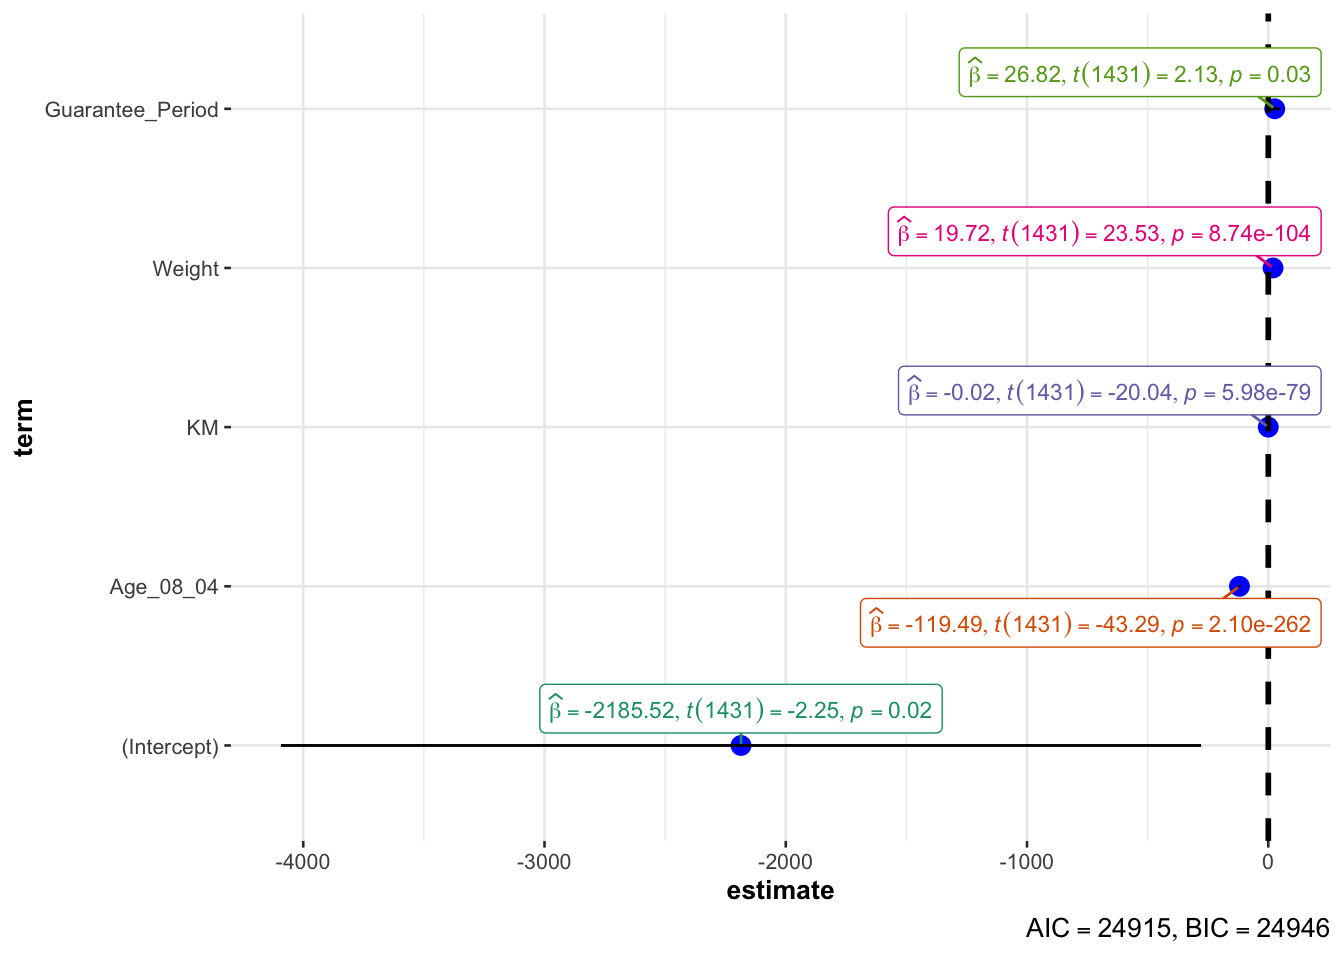 β̂ = 26.82, t(1431) = 2.13, p = 0.03
Guarantee_Period
β̂ = 19.72, t(1431) = 23.53, p = 8.74e-104
Weight
β̂ = -0.02, t(1431) = -20.04, p = 5.98e-79
KM
term
Age_08_04
β̂ = -119.49, t(1431) = -43.29, p = 2.10e-262
β̂ = -2185.52, t(1431) = -2.25, p = 0.02
(Intercept)
-4000 -3000 -2000 -1000 0
estimate
AIC = 24915, BIC = 24946